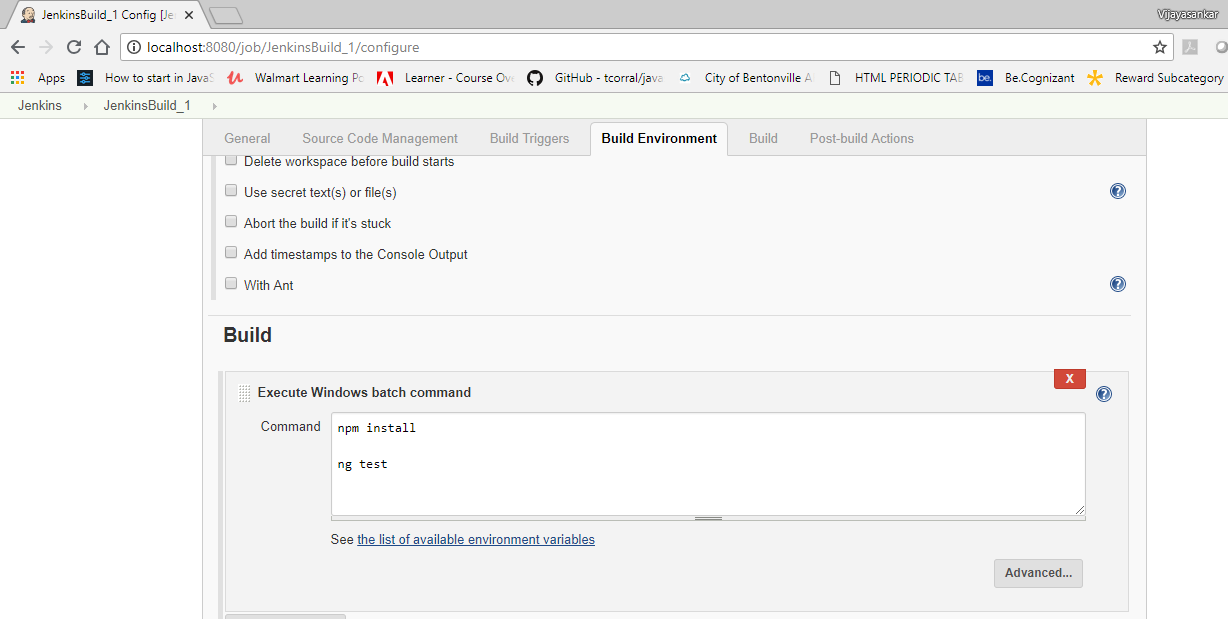 JenkinsBuild_1 Config [Je
Vijayasankar
localhost:8080/job/JenkinsBuild_1/configure
Apps How to start in JavaS Walmart Learning Po Learner - Course Ov GitHub - tcorral/java City of Bentonville A HTML PERIODIC TAB be. Be.Cognizant Reward Subcategory
Jenkins JenkinsBuild_1
General Source Code Management Build Triggers Build Environment Build Post-build Actions
Delete workspace before build starts
Use secret text(s) or file(s)
Abort the build if it's stuck
Add timestamps to the Console Output
With Ant
Build
X
Execute Windows batch command
Command npm install
ng test
See the list of available environment variables
Advanced...